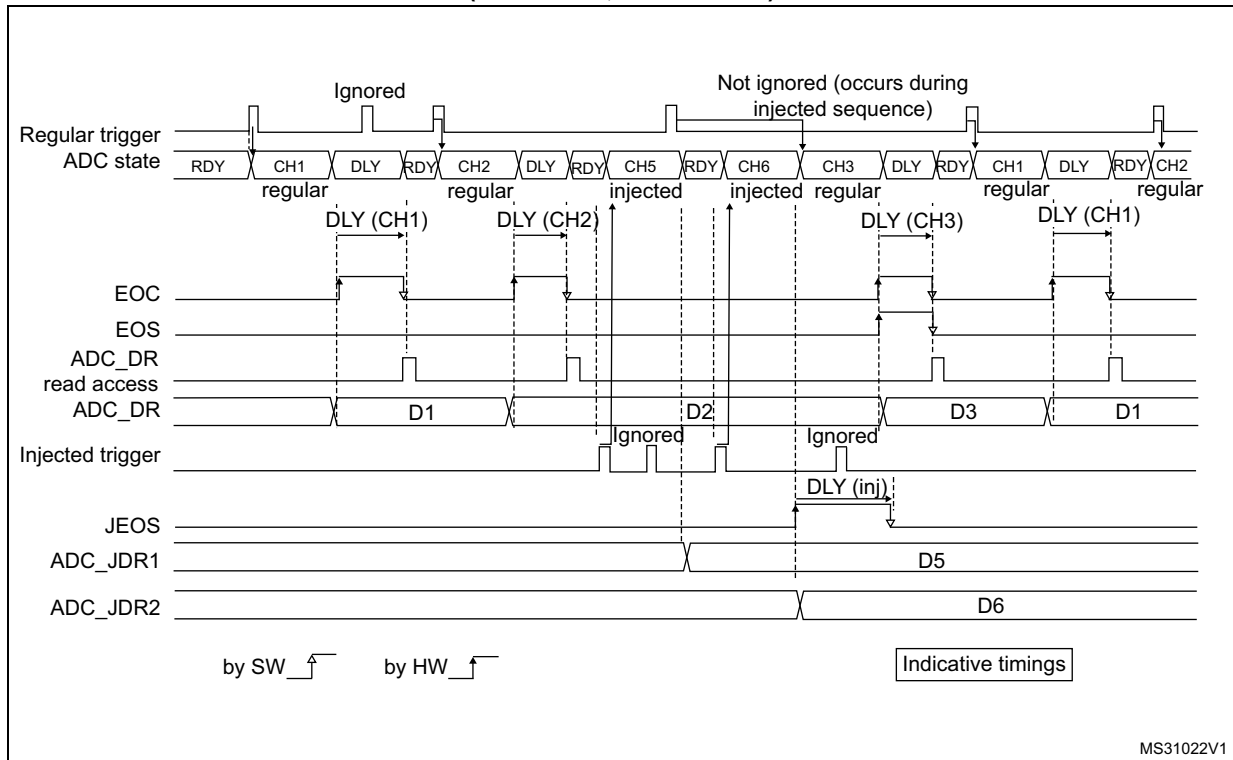 Ignored
Not ignored (occurs during
injected sequence)
Regular trigger
ADC state
RDY CH1 DLY RDY CH2 DLY RDY CH5 RDY CH6 CH3 DLY RDY CH1 DLY RDY CH2
regular regular injected injected regular regular regular
DLY (CH1) DLY (CH2) DLY (CH3) DLY (CH1)
EOC
EOS
ADC_DR
read access
ADC_DR D1 D2 D3 D1
Ignored Ignored
Injected trigger
DLY (inj)
JEOS
ADC_JDR1 D5
ADC_JDR2 D6
by SW by HW Indicative timings
MS31022V1